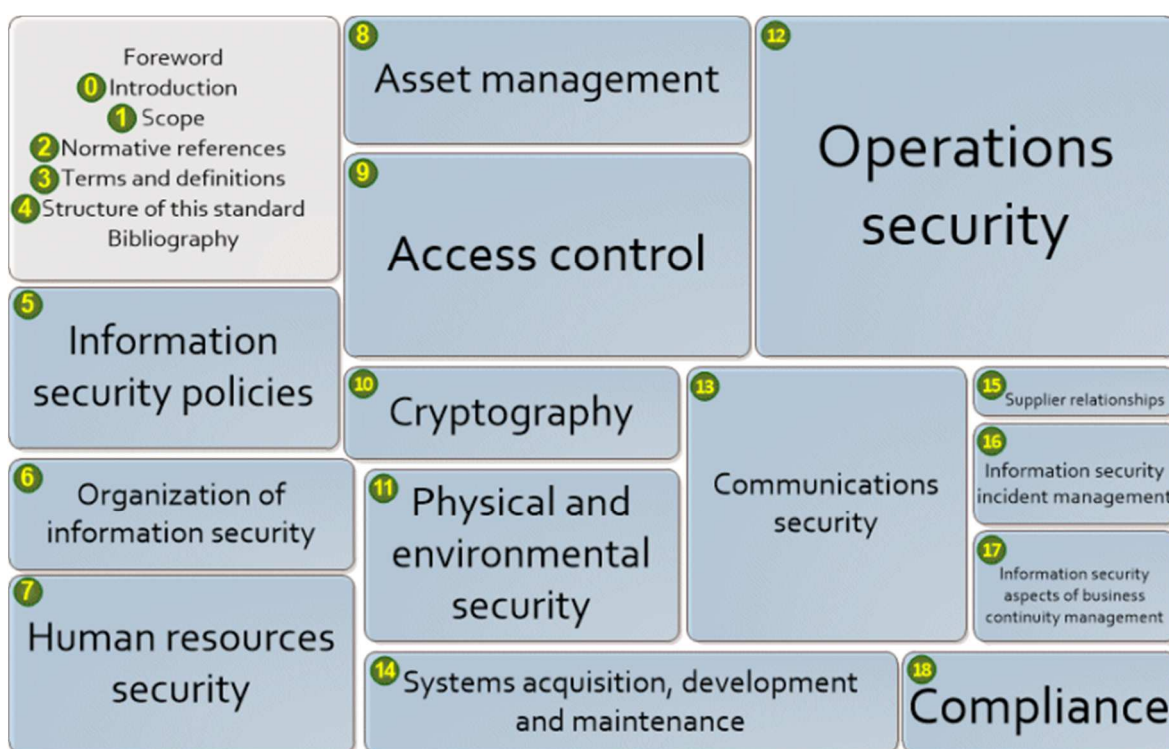 Foreword
0 Introduction
1 Scope
2 Normative references
3 Terms and definitions
4 Structure of this standard
Bibliography
5
Information
security policies
6
Organization of
information security
7
Human resources
security
8
Asset management
9
Access control
10
Cryptography
11
Physical and
environmental
security
12
Operations
security
13
Communications
security
14
Systems acquisition, development
and maintenance
15
Supplier relationships
16
Information security
incident management
17
Information security
aspects of business
continuity management
18
Compliance